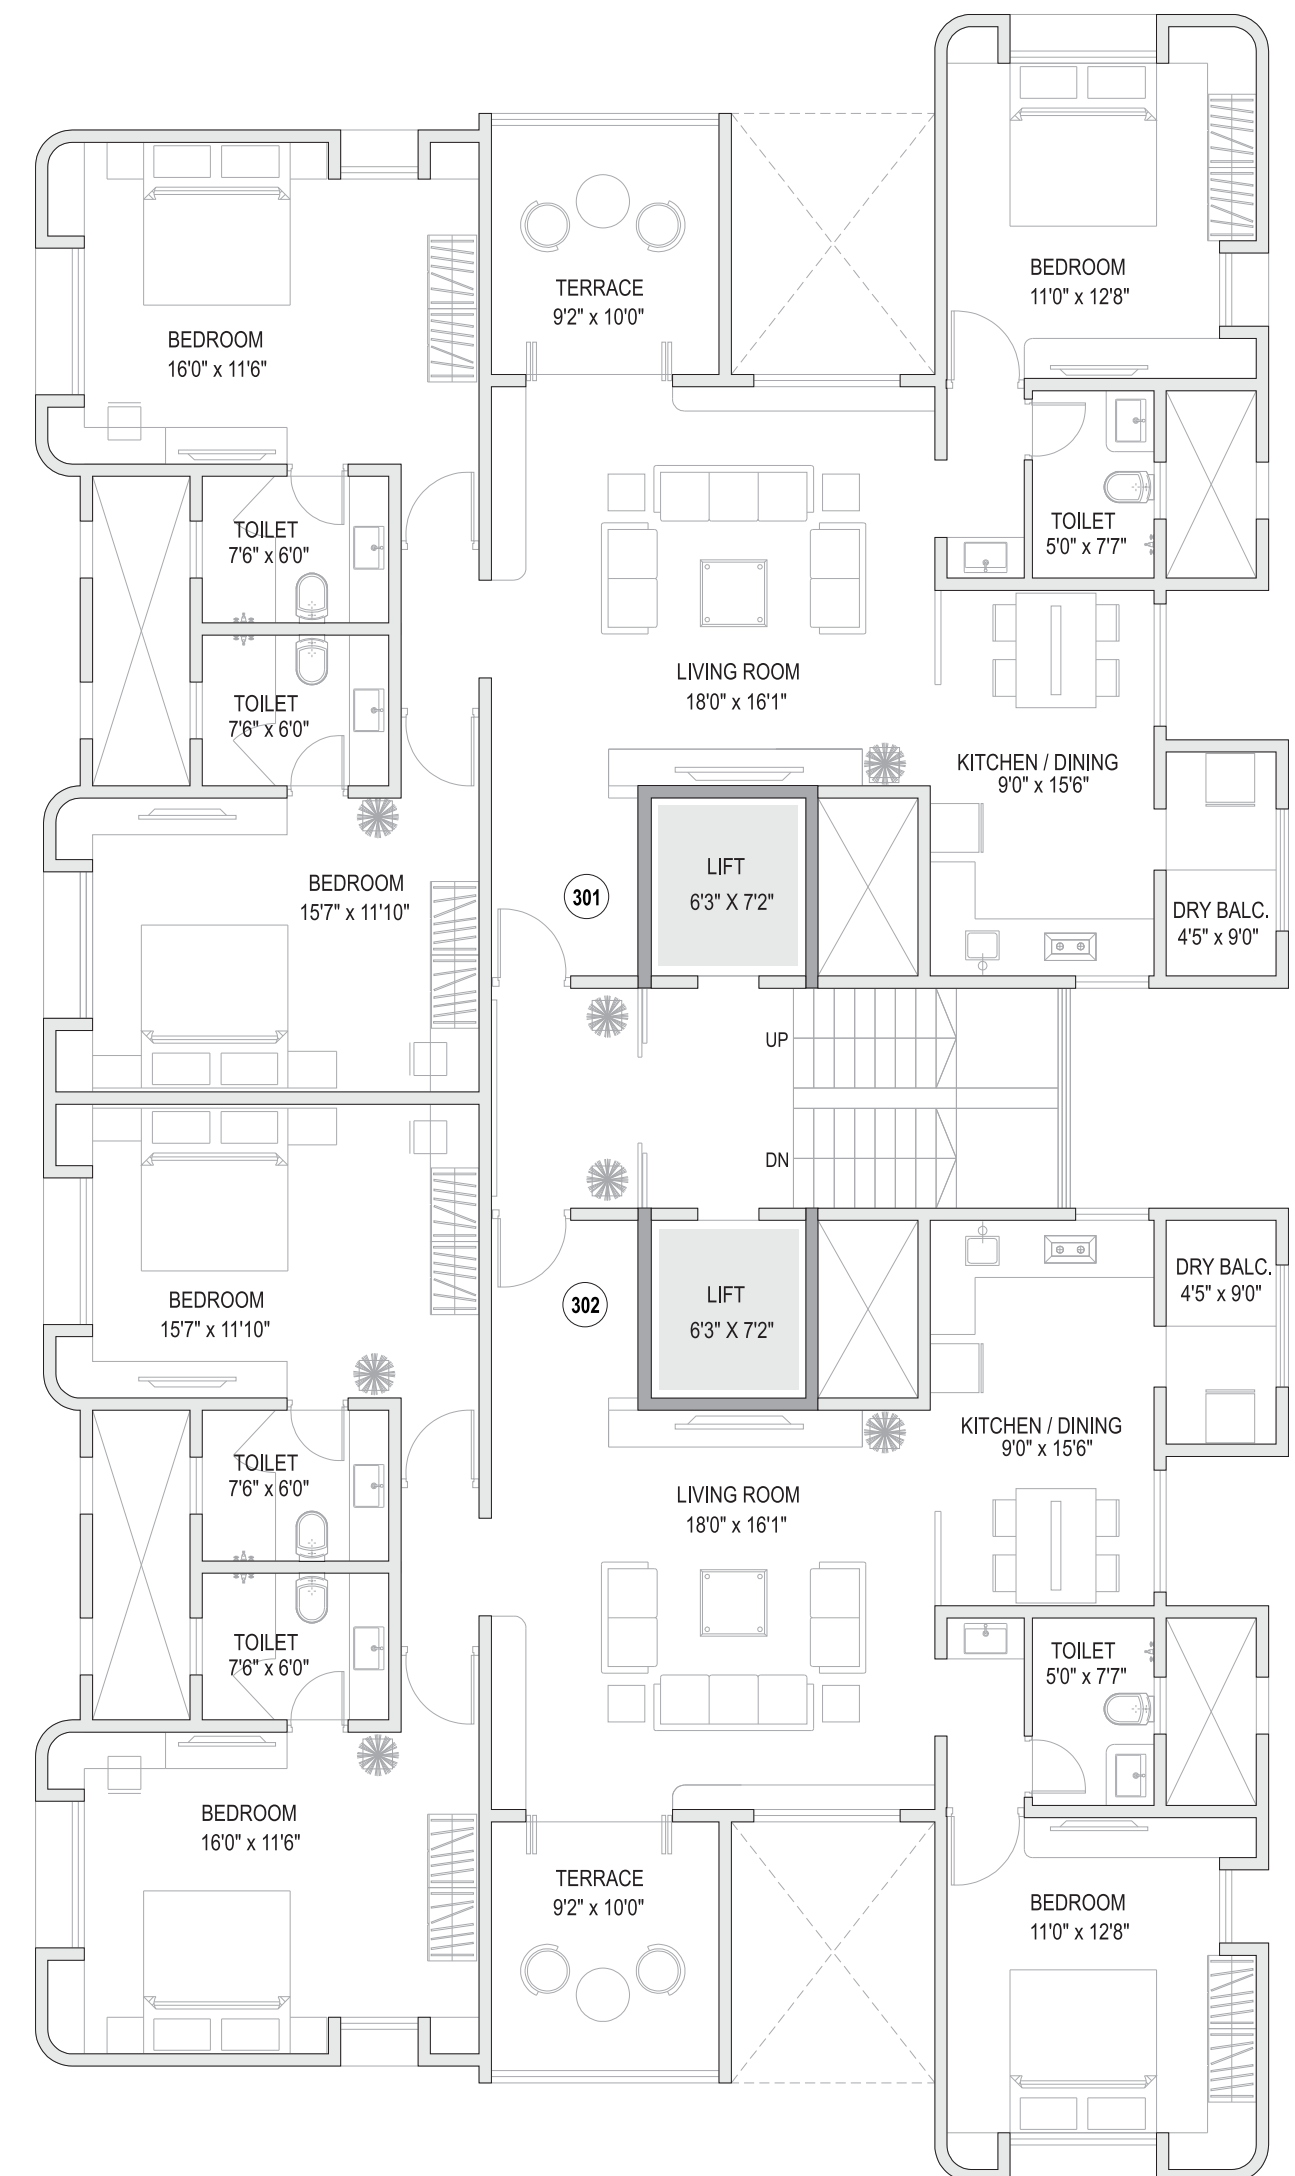 BEDROOM
11'0" x 12'8"
TERRACE
9'2" x 10'0"
BEDROOM
16'0" x 11'6"
TOILET
7'6" x 6'0"
TOILET
5'0" x 7'7"
TOILET
7'6" x 6'0"
LIVING ROOM
18'0" x 16'1"
KITCHEN / DINING
9'0" x 15'6"
BEDROOM
15'7" x 11'10"
301
LIFT
6'3" X 7'2"
DRY BALC.
4'5" x 9'0"
UP
DN
BEDROOM
15'7" x 11'10"
302
LIFT
6'3" X 7'2"
DRY BALC.
4'5" x 9'0"
KITCHEN / DINING
9'0" x 15'6"
TOILET
7'6" x 6'0"
LIVING ROOM
18'0" x 16'1"
TOILET
7'6" x 6'0"
TOILET
5'0" x 7'7"
BEDROOM
16'0" x 11'6"
TERRACE
9'2" x 10'0"
BEDROOM
11'0" x 12'8"